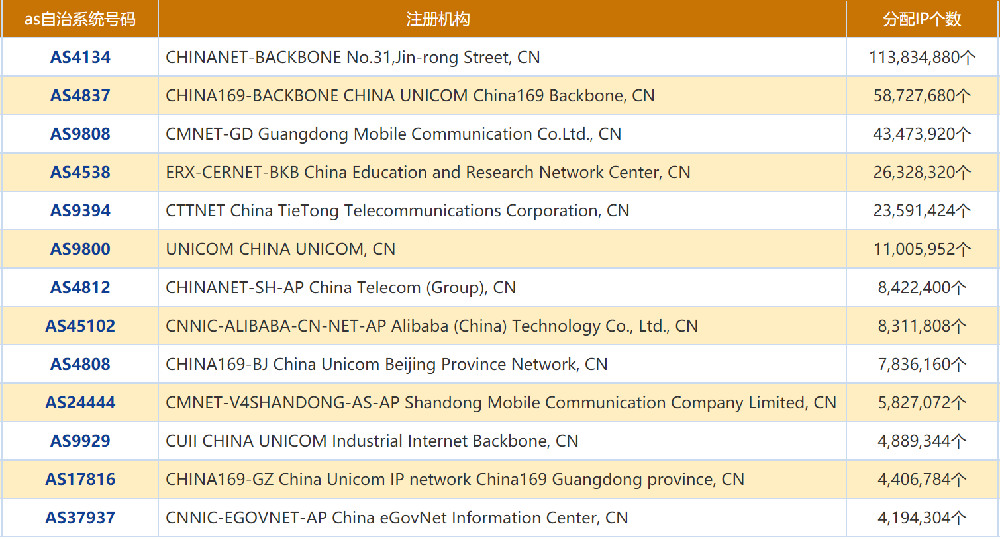 as自治系统号码 注册机构 分配IP个数
AS4134 CHINANET-BACKBONE No.31,Jin-rong Street, CN 113,834,880个
AS4837 CHINA169-BACKBONE CHINA UNICOM China169 Backbone, CN 58,727,680个
AS9808 CMNET-GD Guangdong Mobile Communication Co.Ltd., CN 43,473,920个
AS4538 ERX-CERNET-BKB China Education and Research Network Center, CN 26,328,320个
AS9394 CTTNET China TieTong Telecommunications Corporation, CN 23,591,424个
AS9800 UNICOM CHINA UNICOM, CN 11,005,952个
AS4812 CHINANET-SH-AP China Telecom (Group), CN 8,422,400个
AS45102 CNNIC-ALIBABA-CN-NET-AP Alibaba (China) Technology Co., Ltd., CN 8,311,808个
AS4808 CHINA169-BJ China Unicom Beijing Province Network, CN 7,836,160个
AS24444 CMNET-V4SHANDONG-AS-AP Shandong Mobile Communication Company Limited, CN 5,827,072个
AS9929 CUII CHINA UNICOM Industrial Internet Backbone, CN 4,889,344个
AS17816 CHINA169-GZ China Unicom IP network China169 Guangdong province, CN 4,406,784个
AS37937 CNNIC-EGOVNET-AP China eGovNet Information Center, CN 4,194,304个